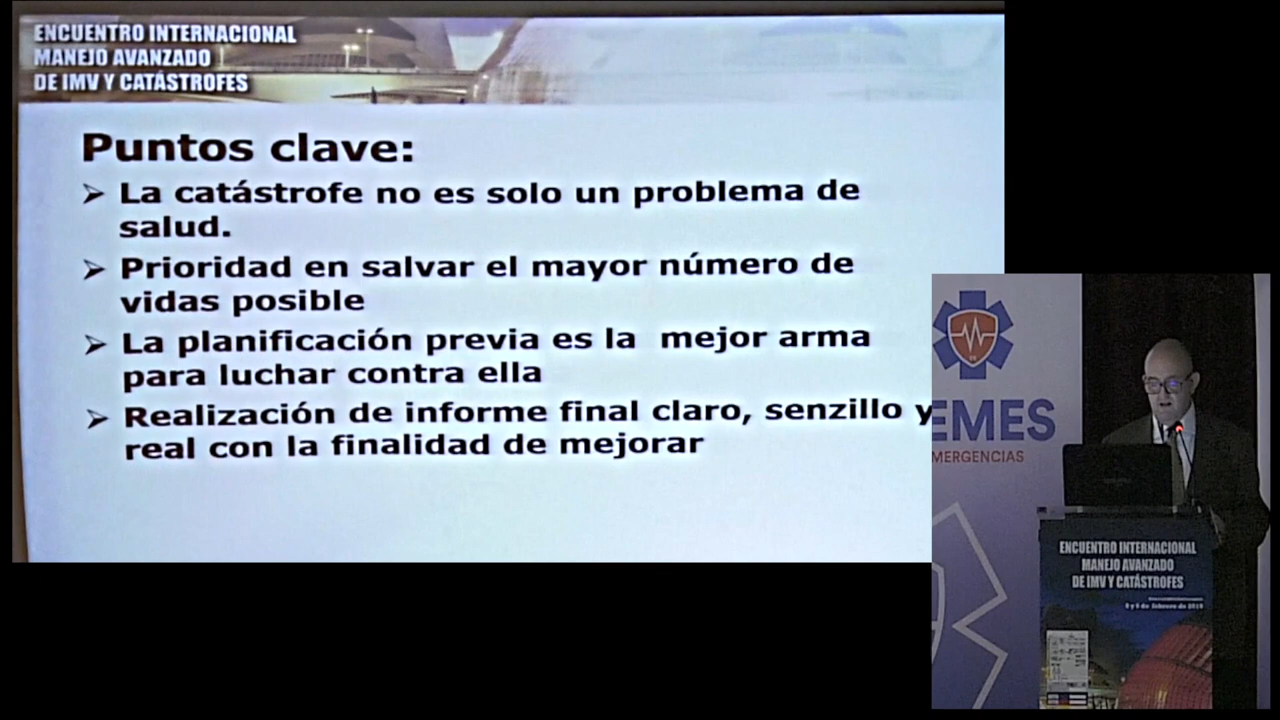 ENCUENTRO INTERNACIONAL
MANEJO AVANZADO
DE IMV Y CATÁSTROFES
Puntos clave:
➢ La catástrofe no es solo un problema de
salud.
➢ Prioridad en salvar el mayor número de
vidas posible
➢ La planificación previa es la mejor arma
para luchar contra ella
➢ Realización de informe final claro, senzillo y
real con la finalidad de mejorar
EMES
MERGENCIAS
ENCUENTRO INTERNACIONAL
MANEJO AVANZADO
DE IMV Y CATÁSTROFES